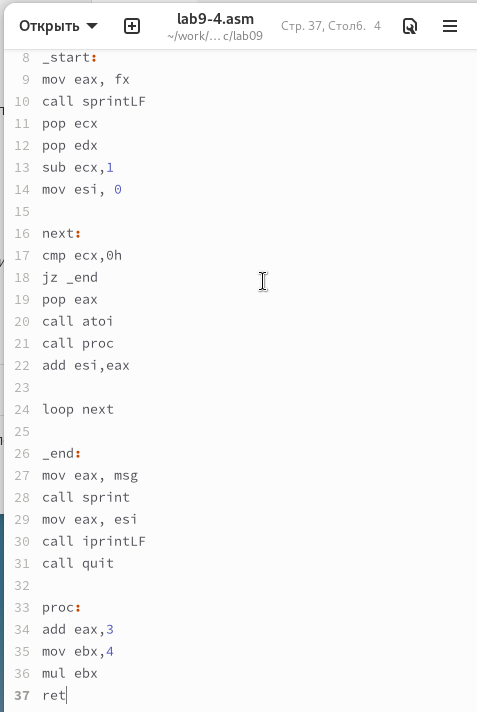 Открыть
lab9-4.asm
~/work/… c/lab09
Стр. 37, Столб. 4
8 _start:
9 mov eax, fx
10 call sprintLF
11 pop ecx
12 pop edx
13 sub ecx,1
14 mov esi, 0
15
16 next:
17 cmp ecx,0h
18 jz _end
19 pop eax
20 call atoi
21 call proc
22 add esi,eax
23
24 loop next
25
26 _end:
27 mov eax, msg
28 call sprint
29 mov eax, esi
30 call iprintLF
31 call quit
32
33 proc:
34 add eax,3
35 mov ebx,4
36 mul ebx
37 ret